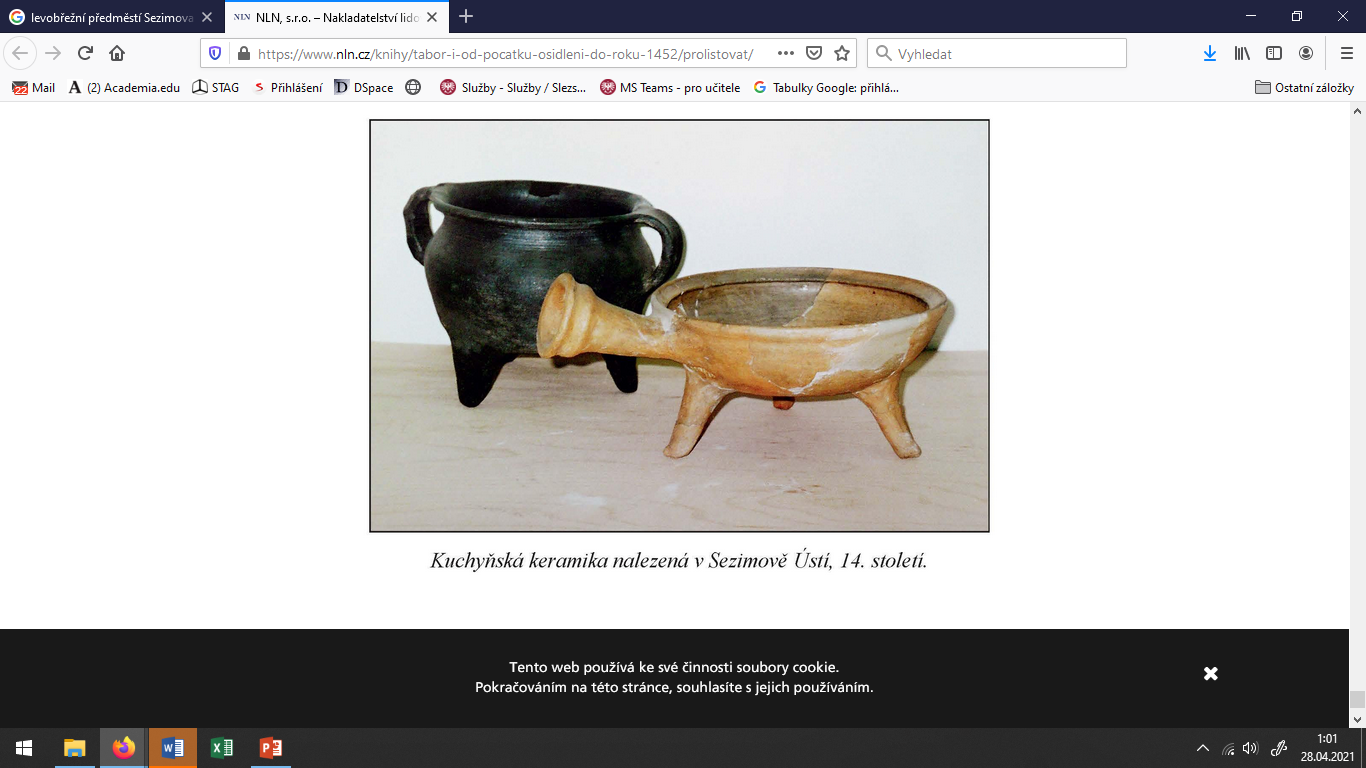 levobřežní předměstí Sezimova
NLN NLN, s.r.o. – Nakladatelství lido
https://www.nln.cz/knihy/tabor-i-od-pocatku-osidleni-do-roku-1452/prolistovat/
Vyhledat
22 Mail
A (2) Academia.edu
STAG
S Přihlášení
D DSpace
Služby - Služby / Slezs...
MS Teams - pro učitele
G Tabulky Google: přihlá...
Ostatní záložky
Kuchyňská keramika nalezená v Sezimově Ústí, 14. století.
Tento web používá ke své činnosti soubory cookie.
Pokračováním na této stránce, souhlasíte s jejich používáním.
1:01
28.04.2021